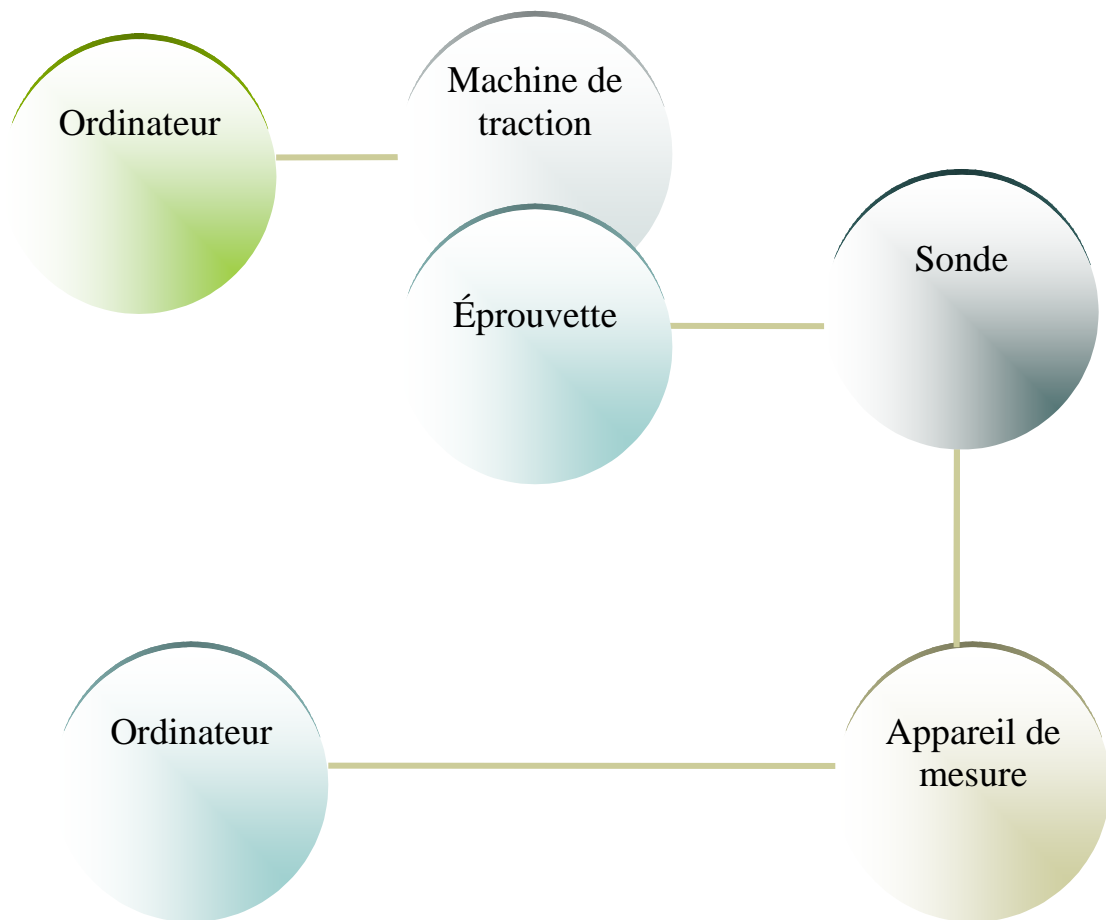 Ordinateur
Machine de
traction
Éprouvette
Sonde
Ordinateur
Appareil de
mesure